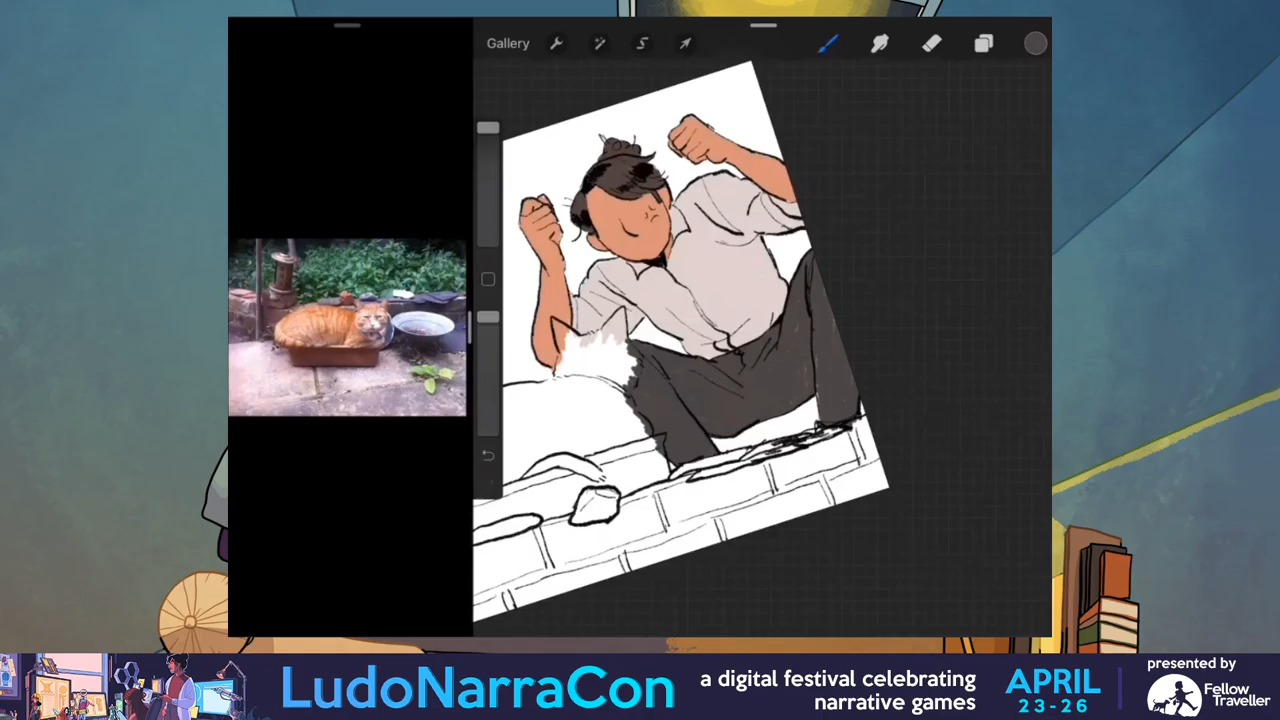 Gallery
LudoNarraCon
a digital festival celebrating
narrative games
APRIL
23-26
presented by
Fellow
Traveller